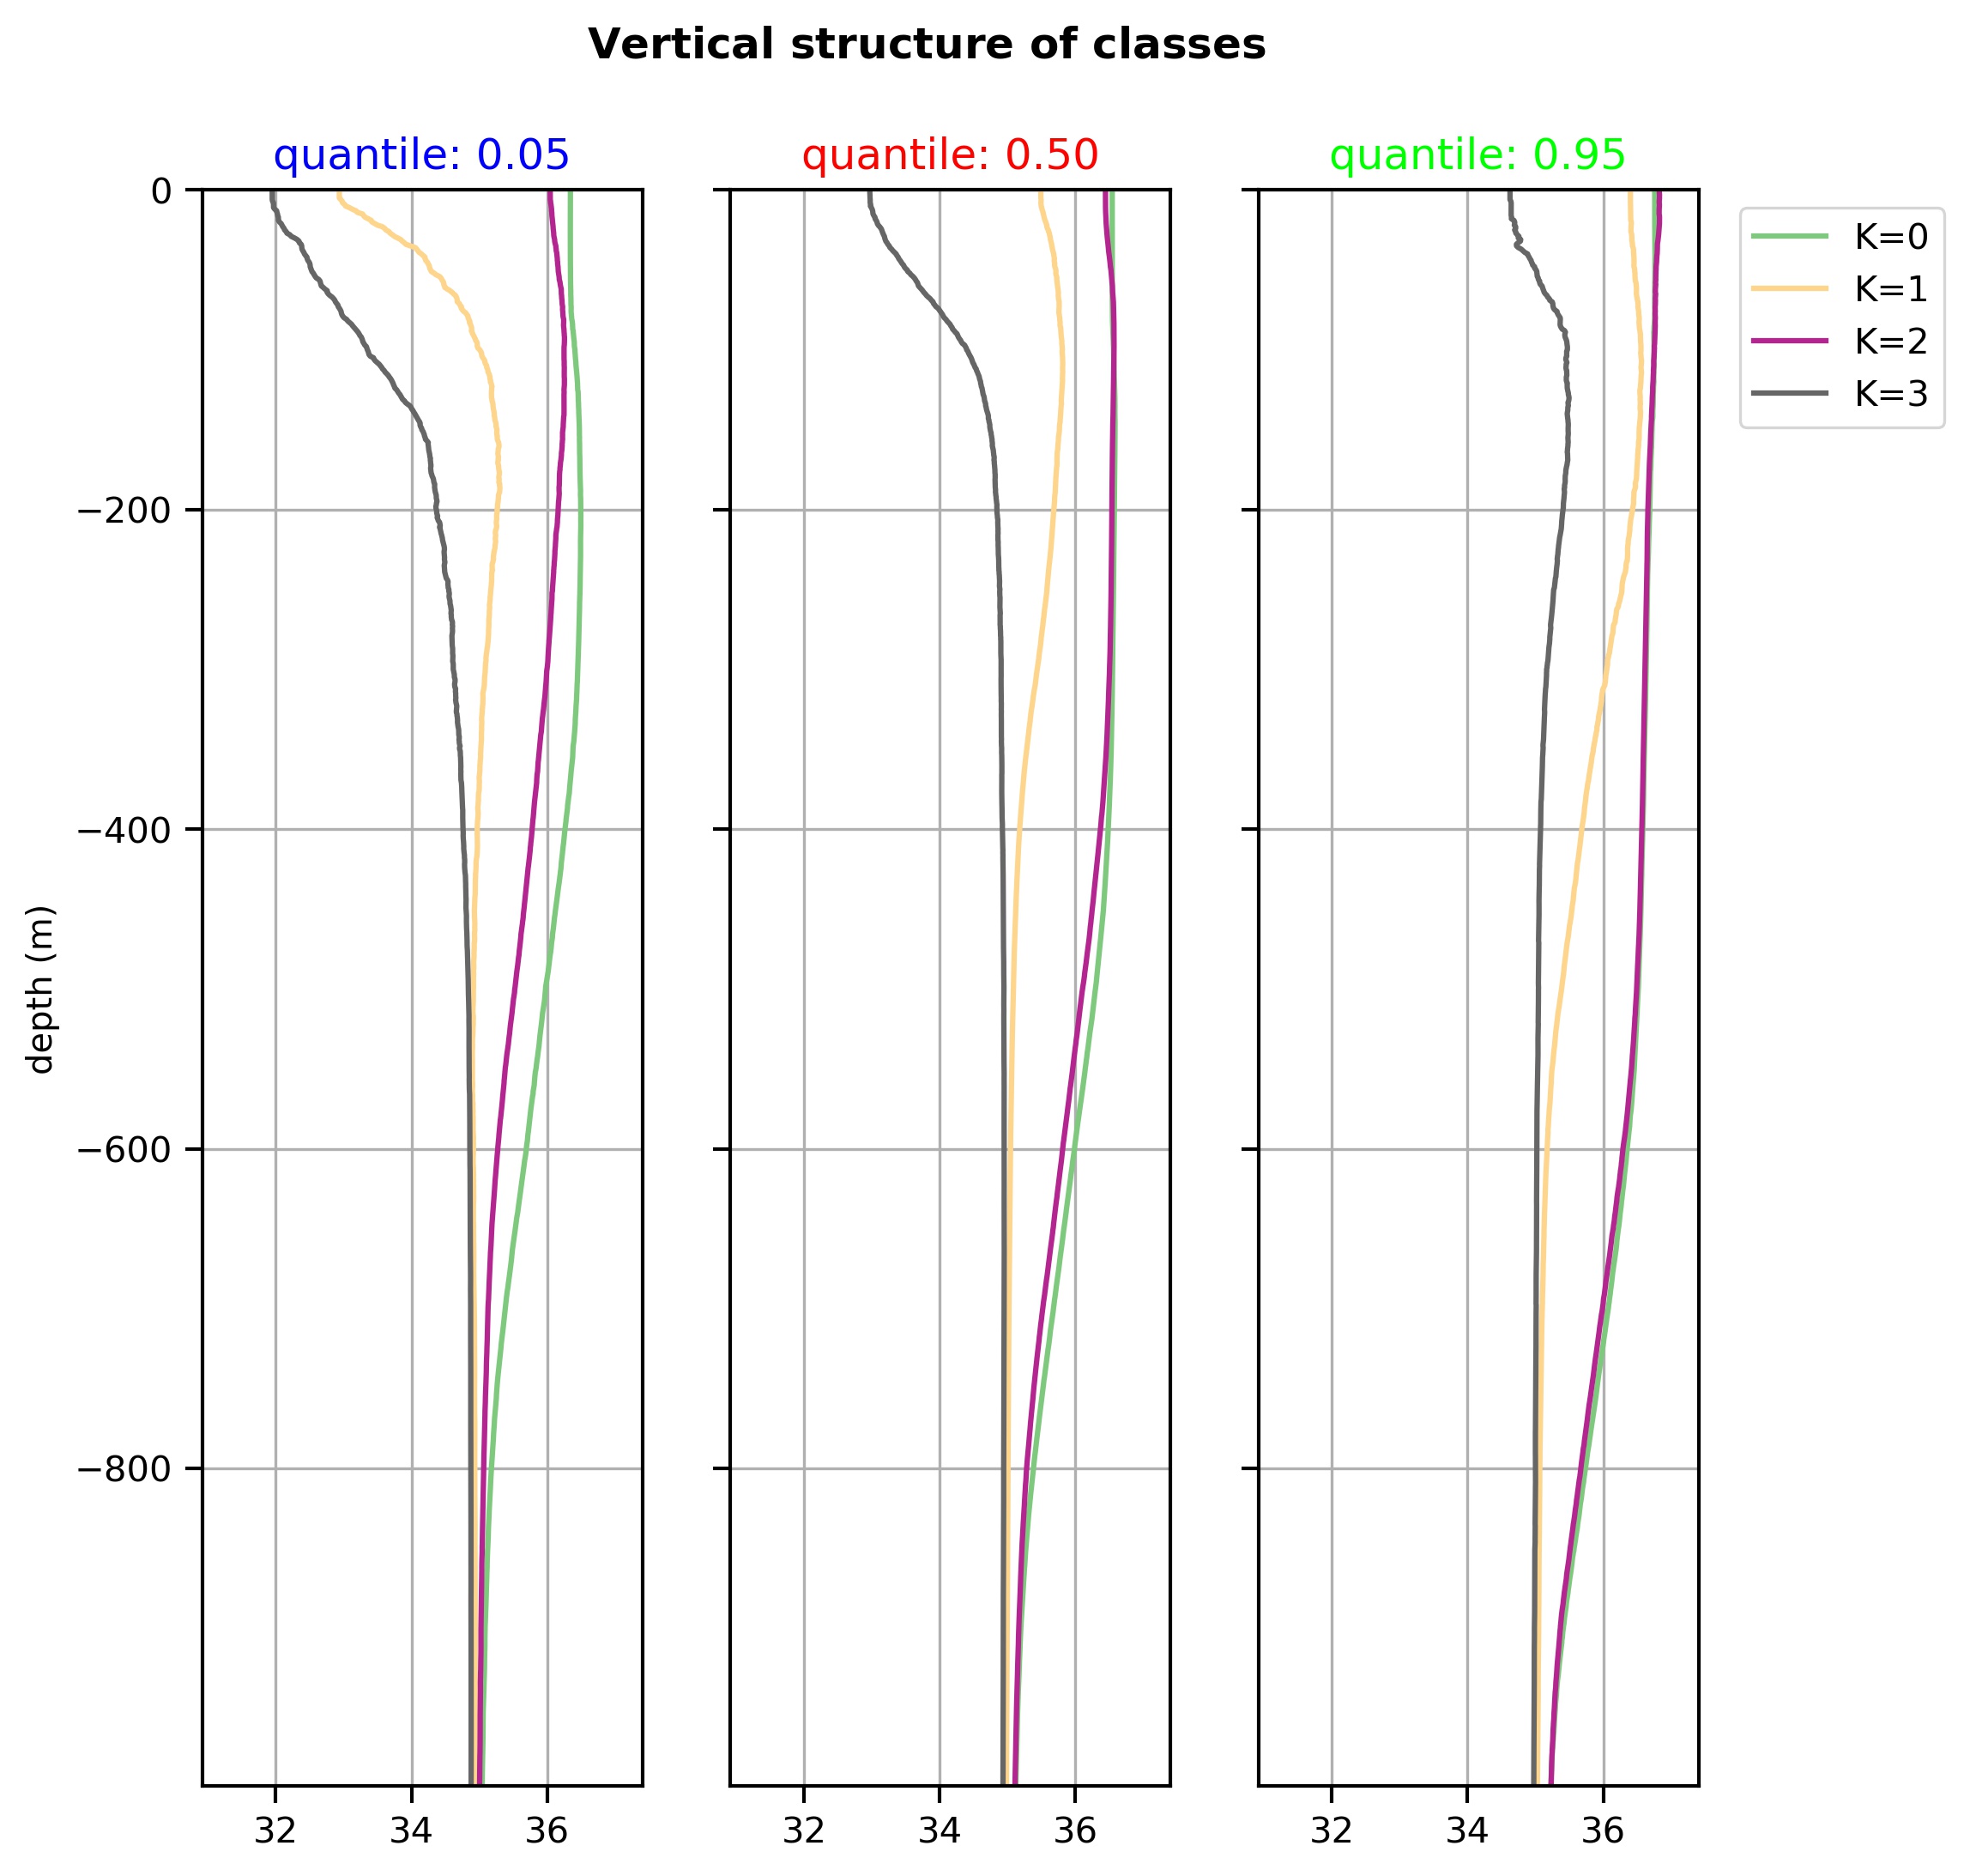 Vertical structure of classes
quantile: 0.05
quantile: 0.50
quantile: 0.95
0
−200
−400
−600
−800
depth (m)
32 34 36
32 34 36
32 34 36
K=0
K=1
K=2
K=3